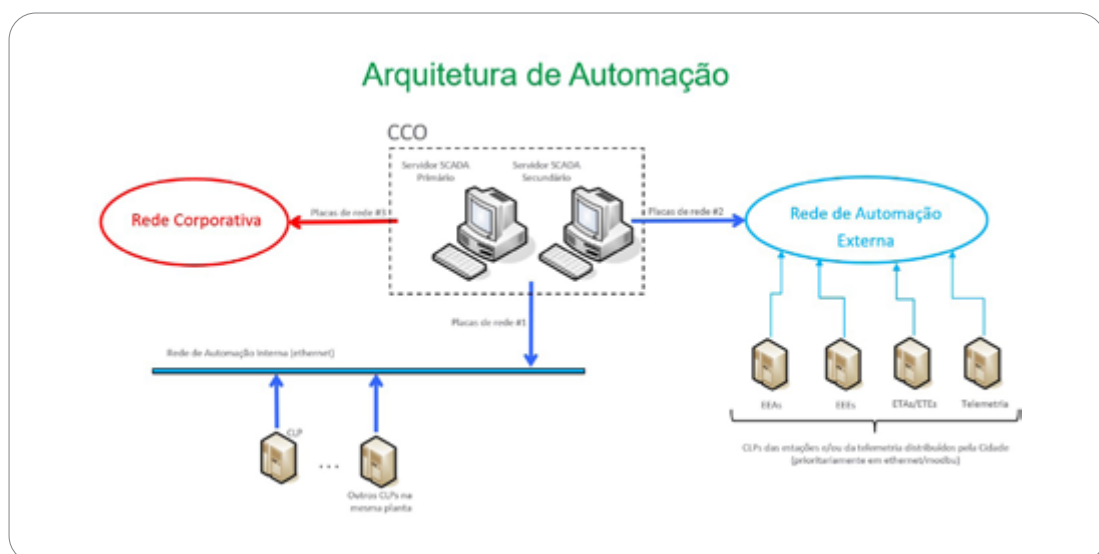 Arquitetura de Automação
CCO
Servidor SCADA
Primário
Servidor SCADA
Secundário
Rede Corporativa
Placas de rede #3
Placas de rede #2
Rede de Automação
Externa
Placas de rede #1
Rede de Automação Interna (ethernet)
CLP
...
Outros CLPs na
mesma planta
EEAs
EEEs
ETAs/ETEs
Telemetria
CLPs das estações e/ou da telemetria distribuídos pela Cidade
(prioritariamente em ethernet/modbu)